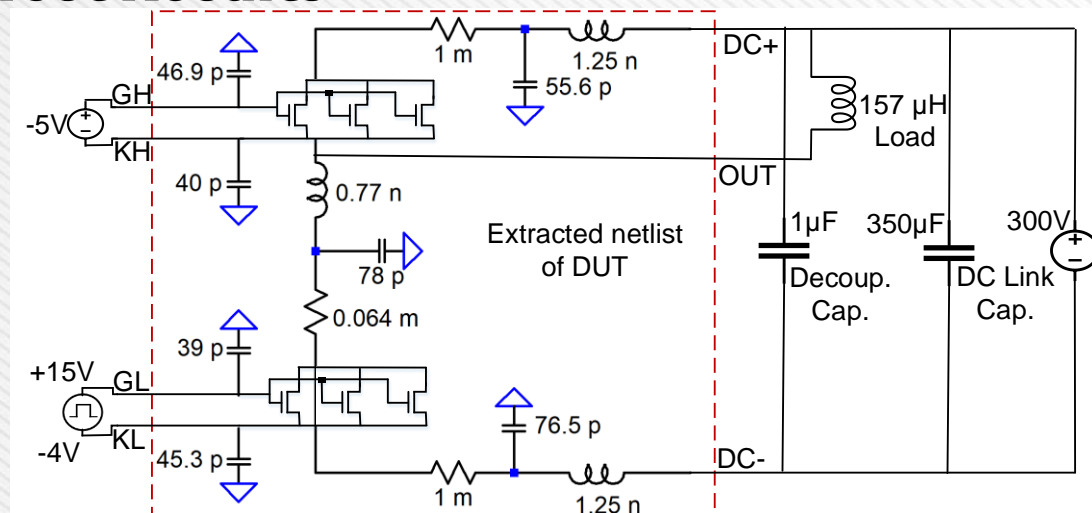 1 m
DC+
1.25 n
46.9 p
55.6 p
GH
-5V
157 µH
Load
KH
OUT
40 p
0.77 n
Extracted netlist
of DUT
1µF
350µF
300V
78 p
Decoup.
Cap.
DC Link
Cap.
0.064 m
39 p
+15V
GL
76.5 p
-4V
KL
DC-
45.3 p
1 m
1.25 n